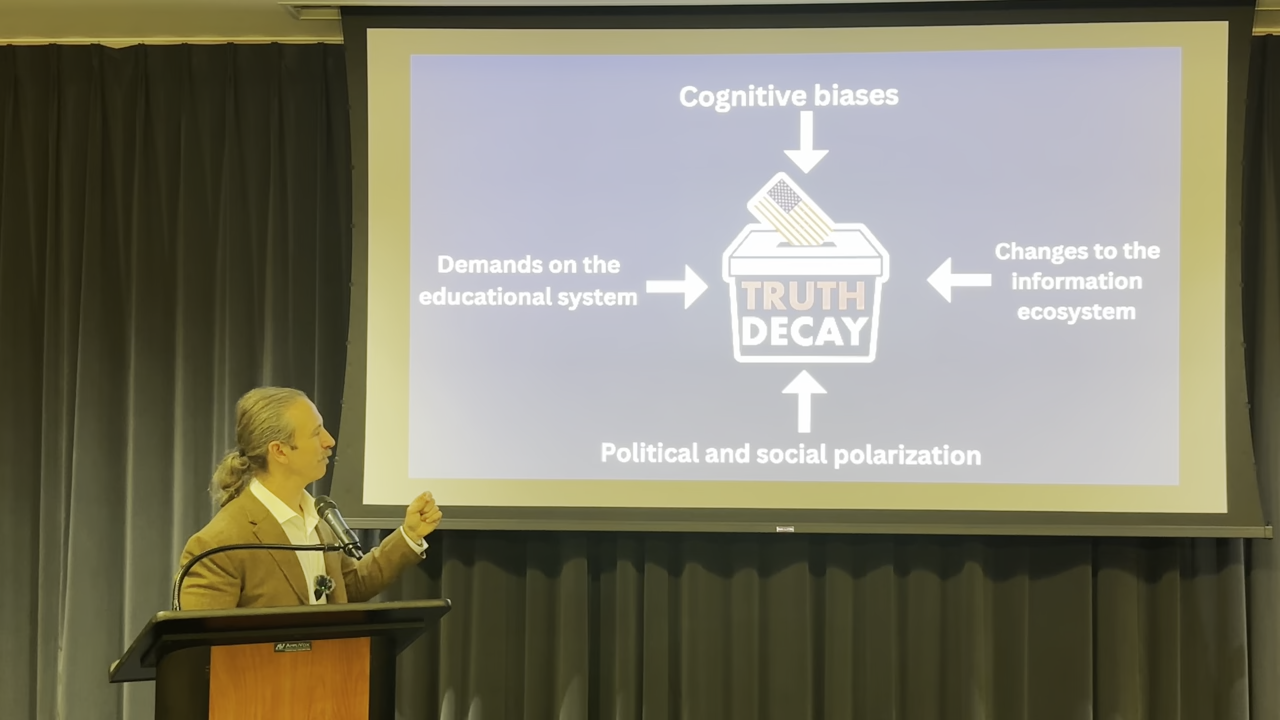 Cognitive biases
Demands on the
educational system
Changes to the
information
ecosystem
TRUTH
DECAY
Political and social polarization